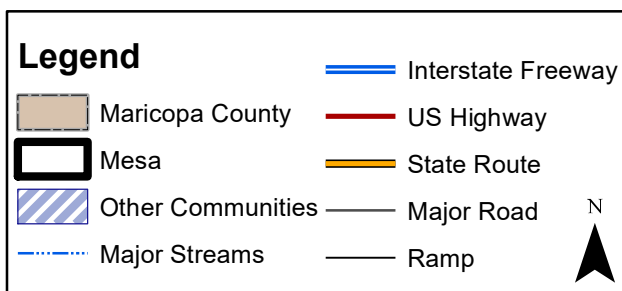 Legend
Maricopa County
Mesa
Other Communities
Major Streams
Interstate Freeway
US Highway
State Route
Major Road
Ramp
N